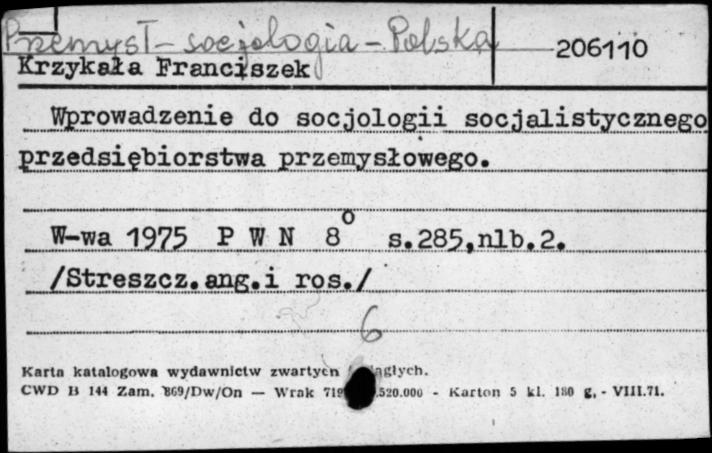 Przemysł - socjologia - Polska
206110
Krzykała Franciszek
Wprowadzenie do socjologii socjalistycznego
przedsiębiorstwa przemysłowego.
W-wa 1975 P W N 8° s.285,nlb.2.
/Streszcz.ang.i ros./
6
Karta katalogowa wydawnictw zwartych
CWD B 144 Zam. 869/Dw/On — Wrak .520.000 - Karton 5 kl. 180 g. - VIII.71.